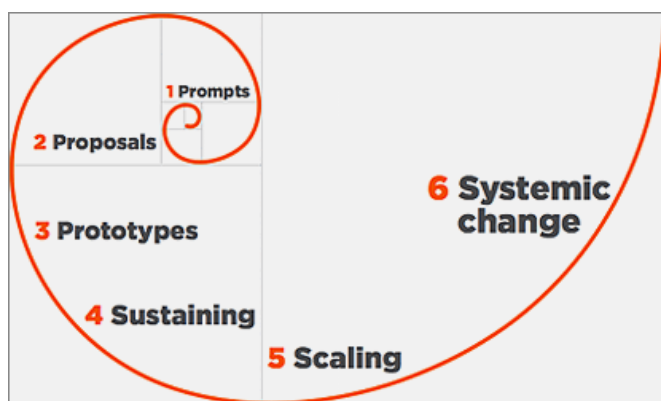 1 Prompts
2 Proposals
3 Prototypes
4 Sustaining
5 Scaling
6 Systemic
change